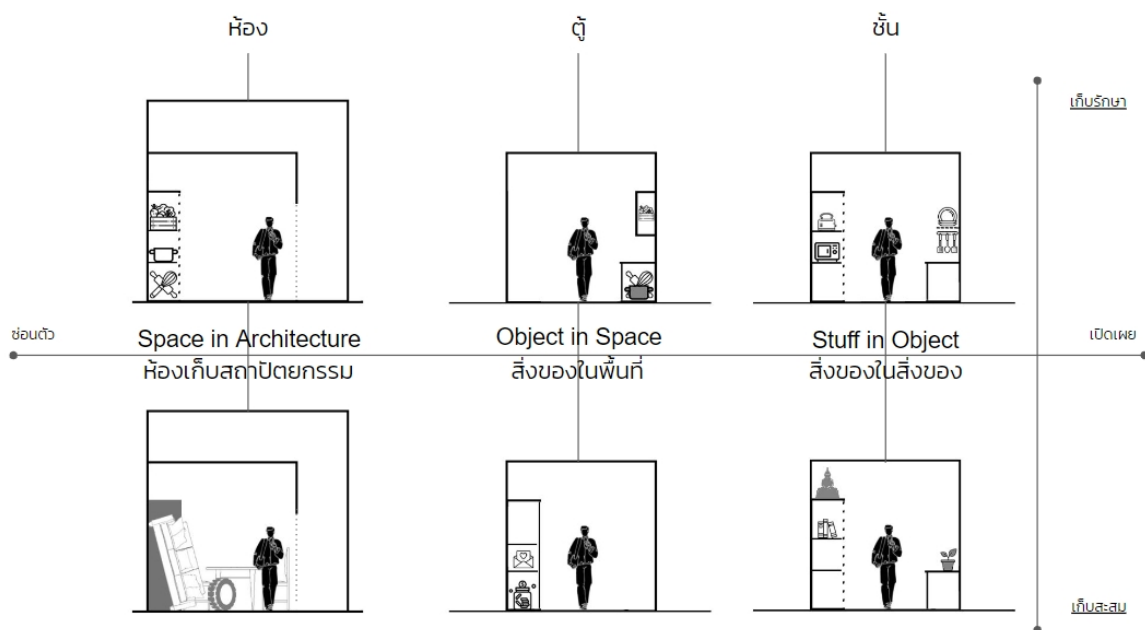 ห้อง
ตู้
ชั้น
เก็บรักษา
ซ่อนตัว
Space in Architecture
ห้องเก็บสถาปัตยกรรม
Object in Space
สิ่งของในพื้นที่
Stuff in Object
สิ่งของในสิ่งของ
เปิดเผย
เก็บสะสม